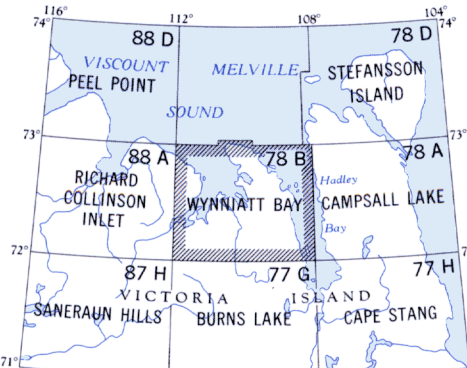 116°
112°
108°
104°
74°
88 D
78 D
74°
VISCOUNT
MELVILLE
PEEL POINT
STEFANSSON
ISLAND
SOUND
73°
73°
88 A
78 B
78 A
RICHARD
COLLINSON
INLET
WYNNIATT BAY
Hadley
Bay
CAMPSALL LAKE
72°
72°
87 H
77 G
77 H
VICTORIA ISLAND
SANERAUN HILLS
BURNS LAKE
CAPE STANG
71°